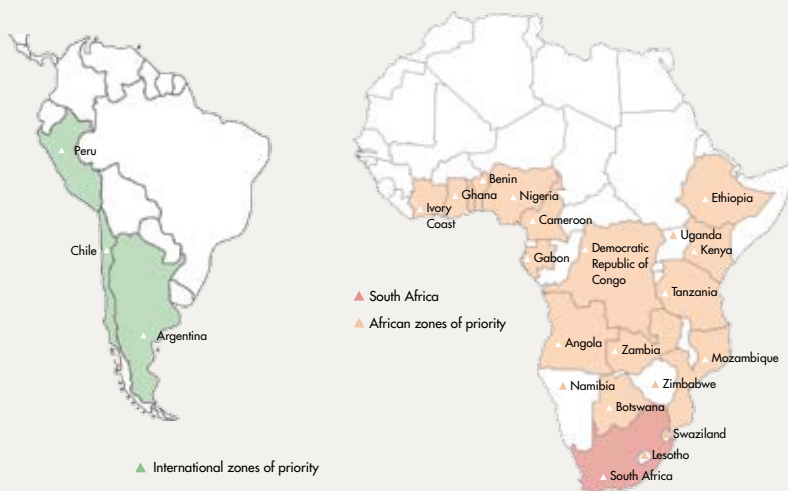 Peru
Chile
Argentina
▲ International zones of priority
Benin
Ghana
Nigeria
Ivory
Coast
Cameroon
Gabon
Democratic
Republic of
Congo
Ethiopia
Uganda
Kenya
Tanzania
▲ South Africa
▲ African zones of priority
Angola
Zambia
Mozambique
Namibia
Zimbabwe
Botswana
Swaziland
Lesotho
South Africa